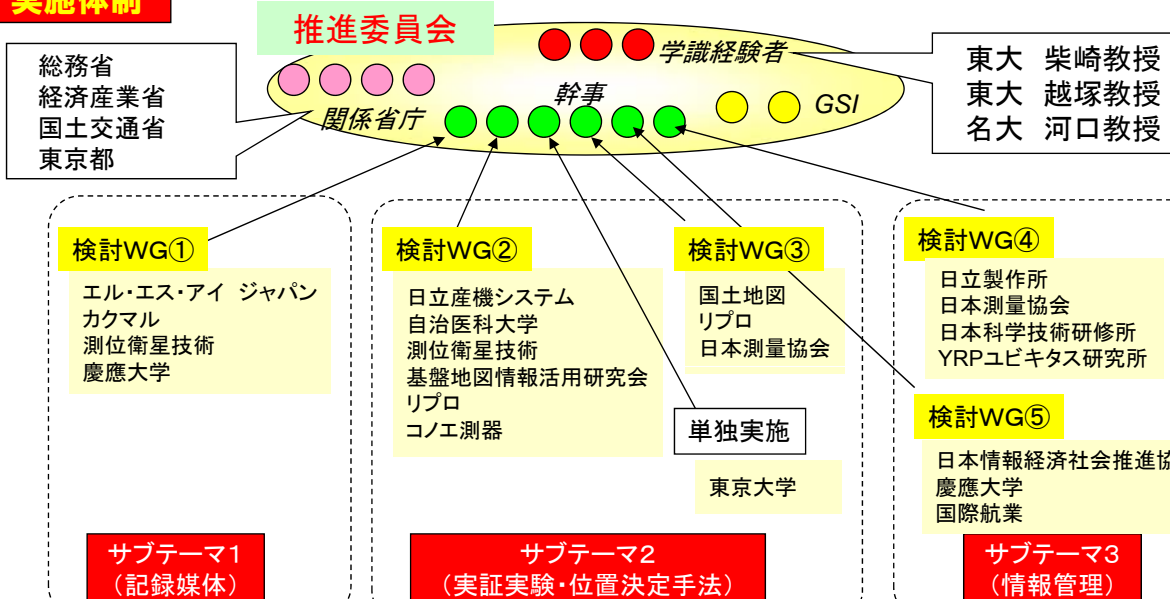 実施体制
推進委員会
総務省
経済産業省
国土交通省
東京都
関係省庁
学識経験者
幹事
GSI
東大 柴崎教授
東大 越塚教授
名大 河口教授
検討WG①
エル・エス・アイ ジャパン
カクマル
測位衛星技術
慶應大学
サブテーマ1
(記録媒体)
検討WG②
日立産機システム
自治医科大学
測位衛星技術
基盤地図情報活用研究会
リプロ
コノエ測器
検討WG③
国土地図
リプロ
日本測量協会
単独実施
東京大学
サブテーマ2
(実証実験・位置決定手法)
検討WG④
日立製作所
日本測量協会
日本科学技術研修所
YRPユビキタス研究所
検討WG⑤
日本情報経済社会推進協
慶應大学
国際航業
サブテーマ3
(情報管理)